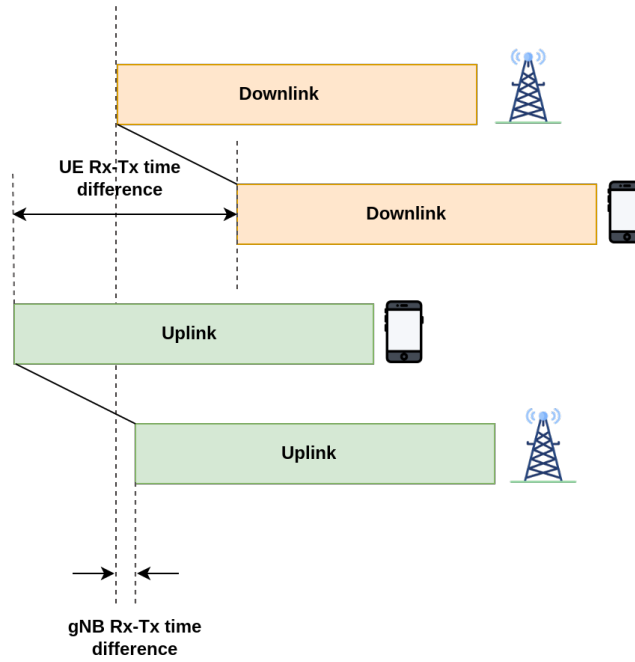 Downlink
UE Rx-Tx time
difference
Downlink
Uplink
Uplink
gNB Rx-Tx time
difference